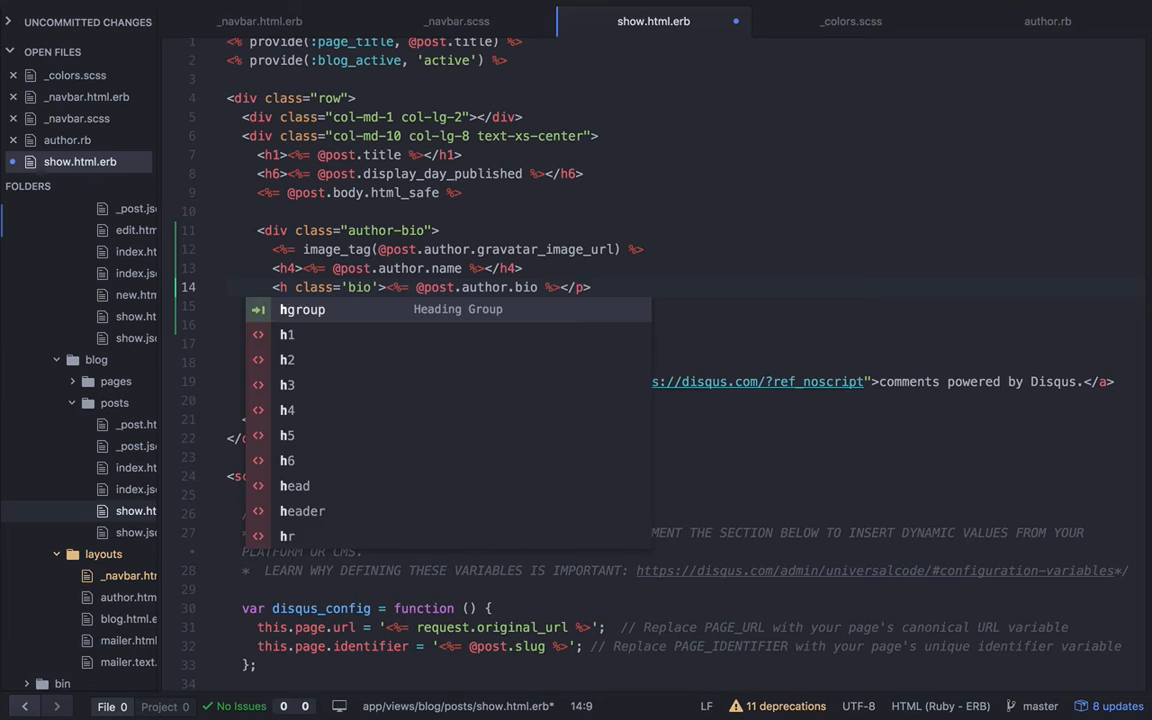 UNCOMMITTED CHANGES
OPEN FILES
_colors.scss
_navbar.html.erb
_navbar.scss
author.rb
show.html.erb
FOLDERS
_post.js
edit.htm
index.ht
index.js
new.htm
show.ht
show.js
blog
pages
posts
_post.ht
_post.js
index.ht
index.js
show.ht
show.js
layouts
_navbar.htr
author.htm
blog.html.e
mailer.html
mailer.text
bin
_navbar.html.erb
_navbar.scss
show.html.erb
_colors.scss
author.rb
1 <% provide(:page_title, @post.title) %>
2 <% provide(:blog_active, 'active') %>
3
4 <div class="row">
5 <div class="col-md-1 col-lg-2"></div>
6 <div class="col-md-10 col-lg-8 text-xs-center">
7 <h1><%= @post.title %></h1>
8 <h6><%= @post.display_day_published %></h6>
9 <%= @post.body.html_safe %>
10
11 <div class="author-bio">
12 <%= image_tag(@post.author.gravatar_image_url) %>
13 <h4><%= @post.author.name %></h4>
14 <h class='bio'><%= @post.author.bio %></p>
15
hgroup Heading Group
16
h1
17
h2
18
h3
19 s://disqus.com/?ref_noscript">comments powered by Disqus.</a>
20
h4
21 <
h5
22 </
23
h6
24 <sc
head
header
27 MENT THE SECTION BELOW TO INSERT DYNAMIC VALUES FROM YOUR
hr
• PLATFORM OR CMS.
28 * LEARN WHY DEFINING THESE VARIABLES IS IMPORTANT: https://disqus.com/admin/universalcode/#configuration-variables*/
29
30 var disqus_config = function () {
31 this.page.url = '<%= request.original_url %>'; // Replace PAGE_URL with your page's canonical URL variable
32 this.page.identifier = '<%= @post.slug %>'; // Replace PAGE_IDENTIFIER with your page's unique identifier variable
33 };
34
File 0 Project 0 No Issues 0 0 app/views/blog/posts/show.html.erb* 14:9 LF 11 deprecations UTF-8 HTML (Ruby - ERB) master 8 updates